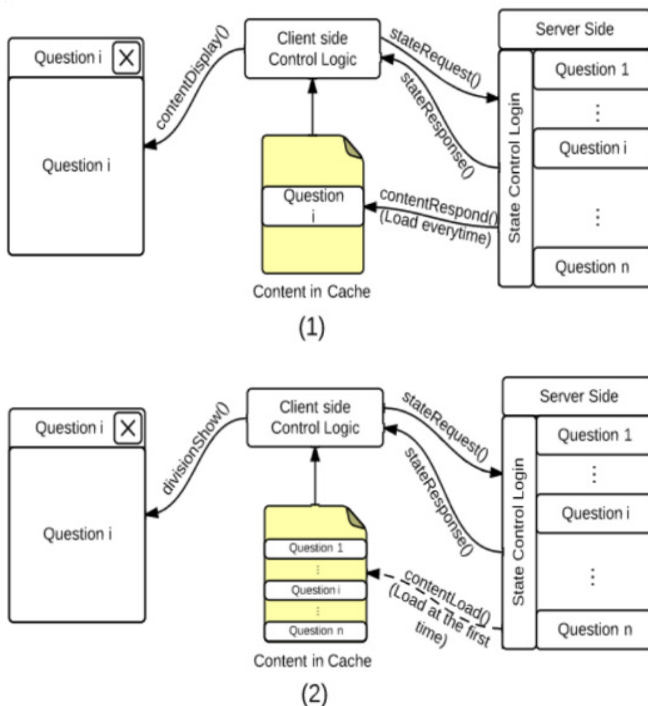 Question i
X
Question i
contentDisplay()
Client side
Control Logic
stateRequest()
stateResponse()
Question
i
contentRespond()
(Load everytime)
Content in Cache
Server Side
State Control Login
Question 1
⋮
Question i
⋮
Question n
(1)
Question i
X
Question i
divisionShow()
Client side
Control Logic
stateRequest()
stateResponse()
Question 1
⋮
Question i
⋮
Question n
contentLoad()
(Load at the first
time)
Content in Cache
Server Side
State Control Login
Question 1
⋮
Question i
⋮
Question n
(2)